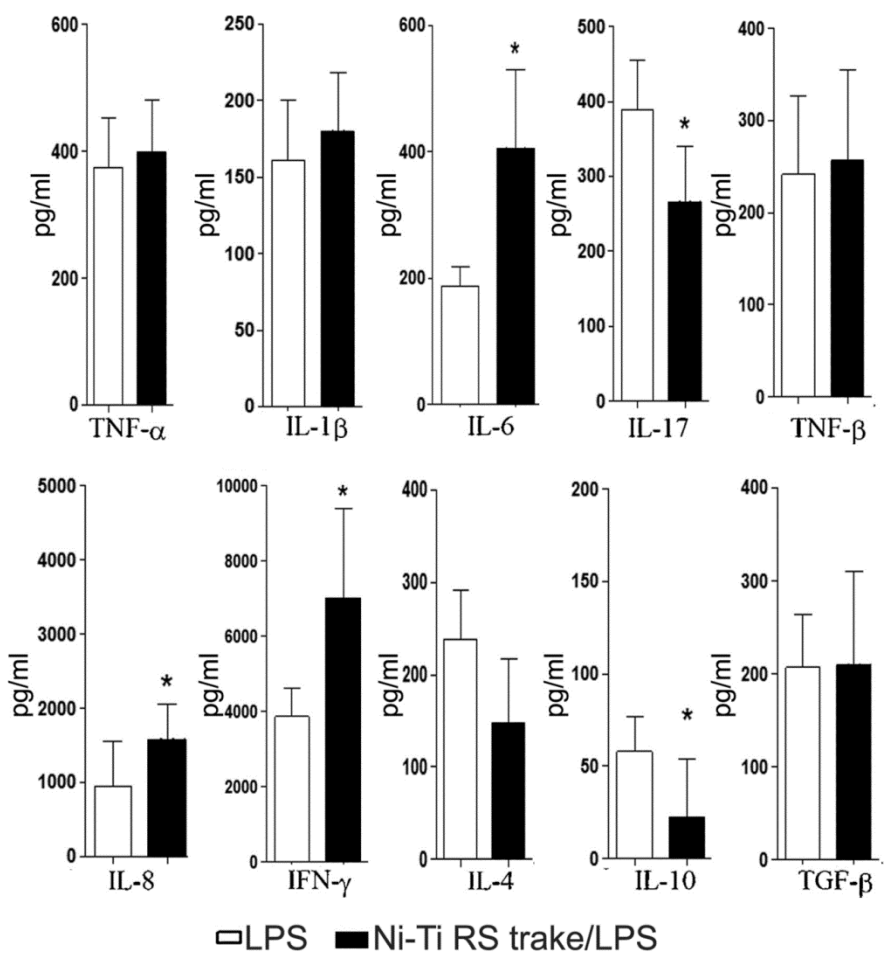 600
400
200
0
pg/ml
TNF-α
250
200
150
100
50
0
pg/ml
IL-1β
600
400
200
0
pg/ml
*
IL-6
500
400
300
200
100
0
pg/ml
*
IL-17
400
300
200
100
0
pg/ml
TNF-β
5000
4000
3000
2000
1000
0
pg/ml
*
IL-8
10000
8000
6000
4000
2000
0
pg/ml
*
IFN-γ
400
300
200
100
0
pg/ml
IL-4
200
150
100
50
0
pg/ml
*
IL-10
400
300
200
100
0
pg/ml
TGF-β
LPS
Ni-Ti RS trake/LPS